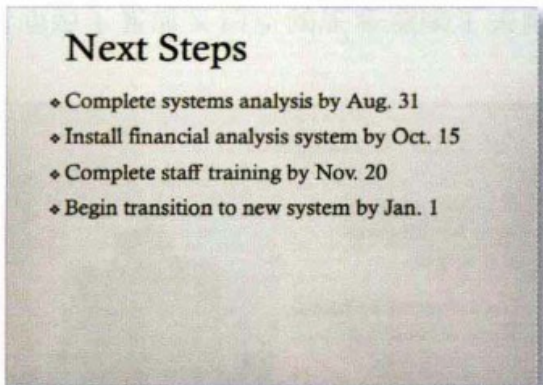 Next Steps
❖ Complete systems analysis by Aug. 31
❖ Install financial analysis system by Oct. 15
❖ Complete staff training by Nov. 20
❖ Begin transition to new system by Jan. 1